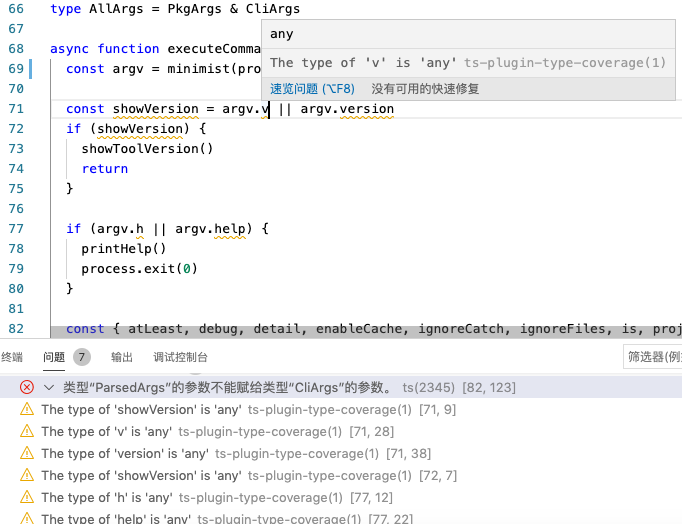 66 type AllArgs = PkgArgs & CliArgs
67
68 async function executeComma
any
69 const argv = minimist(pro
The type of 'v' is 'any' ts-plugin-type-coverage(1)
70
速览问题 (⌥F8) 没有可用的快速修复
71 const showVersion = argv.v || argv.version
72 if (showVersion) {
73 showToolVersion()
74 return
75 }
76
77 if (argv.h || argv.help) {
78 printHelp()
79 process.exit(0)
80 }
81
82 const { atLeast, debug, detail, enableCache, ignoreCatch, ignoreFiles, is, proj
终端 问题 7 输出 调试控制台 筛选器(例
类型“ParsedArgs”的参数不能赋给类型“CliArgs”的参数。 ts(2345) [82, 123]
The type of 'showVersion' is 'any' ts-plugin-type-coverage(1) [71, 9]
The type of 'v' is 'any' ts-plugin-type-coverage(1) [71, 28]
The type of 'version' is 'any' ts-plugin-type-coverage(1) [71, 38]
The type of 'showVersion' is 'any' ts-plugin-type-coverage(1) [72, 7]
The type of 'h' is 'any' ts-plugin-type-coverage(1) [77, 12]
The type of 'help' is 'any' ts-plugin-type-coverage(1) [77, 22]